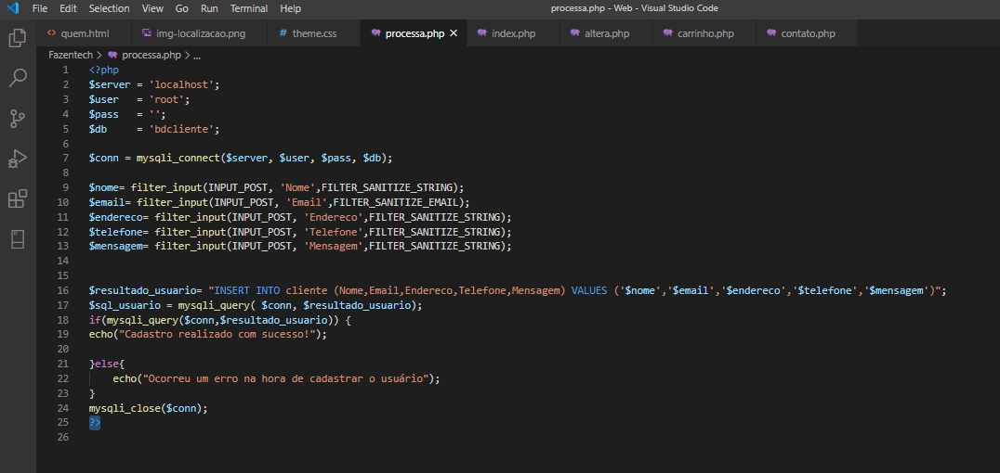 File Edit Selection View Go Run Terminal Help processa.php - Web - Visual Studio Code
quem.html img-localizacao.png # theme.css processa.php × index.php altera.php carrinho.php contato.php
Fazentech > processa.php > ...
1 <?php
2 $server = 'localhost';
3 $user   = 'root';
4 $pass   = '';
5 $db     = 'bdcliente';
6
7 $conn = mysqli_connect($server, $user, $pass, $db);
8
9 $nome= filter_input(INPUT_POST, 'Nome',FILTER_SANITIZE_STRING);
10 $email= filter_input(INPUT_POST, 'Email',FILTER_SANITIZE_EMAIL);
11 $endereco= filter_input(INPUT_POST, 'Endereco',FILTER_SANITIZE_STRING);
12 $telefone= filter_input(INPUT_POST, 'Telefone',FILTER_SANITIZE_STRING);
13 $mensagem= filter_input(INPUT_POST, 'Mensagem',FILTER_SANITIZE_STRING);
14
15
16 $resultado_usuario= "INSERT INTO cliente (Nome,Email,Endereco,Telefone,Mensagem) VALUES ('$nome','$email','$endereco','$telefone','$mensagem')";
17 $sql_usuario = mysqli_query( $conn, $resultado_usuario);
18 if(mysqli_query($conn,$resultado_usuario)) {
19 echo("Cadastro realizado com sucesso!");
20
21 }else{
22     echo("Ocorreu um erro na hora de cadastrar o usuário");
23 }
24 mysqli_close($conn);
25 ?>
26